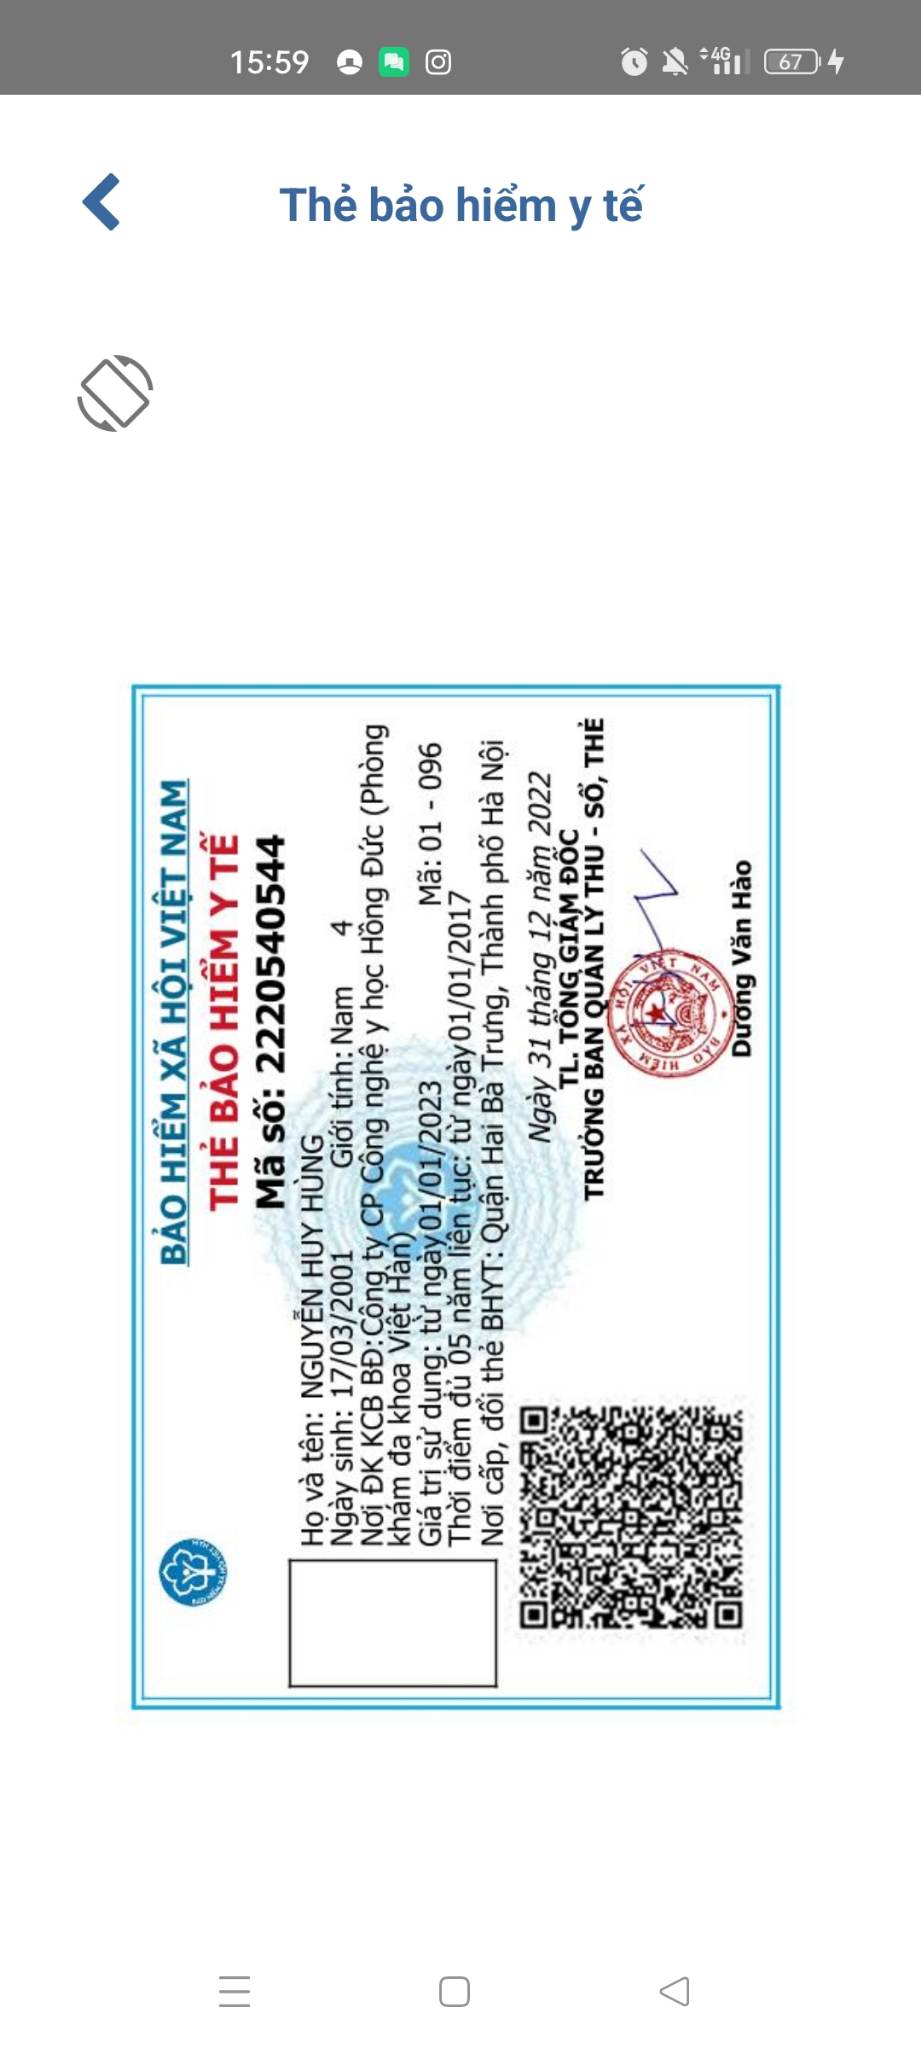 15:59
4G
67
Thẻ bảo hiểm y tế
BẢO HIỂM XÃ HỘI VIỆT NAM
THẺ BẢO HIỂM Y TẾ
Mã số: 2220540544
Họ và tên: NGUYỄN HUY HÙNG
Ngày sinh: 17/03/2001 Giới tính: Nam 4
Nơi ĐK KCB BĐ:Công ty CP Công nghệ y học Hồng Đức (Phòng
khám đa khoa Việt Hàn)
Giá trị sử dụng: từ ngày 01/01/2023 Mã: 01 - 096
Thời điểm đủ 05 năm liên tục: từ ngày 01/01/2017
Nơi cấp, đổi thẻ BHYT: Quận Hai Bà Trưng, Thành phố Hà Nội
Ngày 31 tháng 12 năm 2022
TL. TỔNG GIÁM ĐỐC
TRƯỞNG BAN QUẢN LÝ THU - SỔ, THẺ
BẢO HIỂM XÃ HỘI VIỆT NAM
Dương Văn Hào